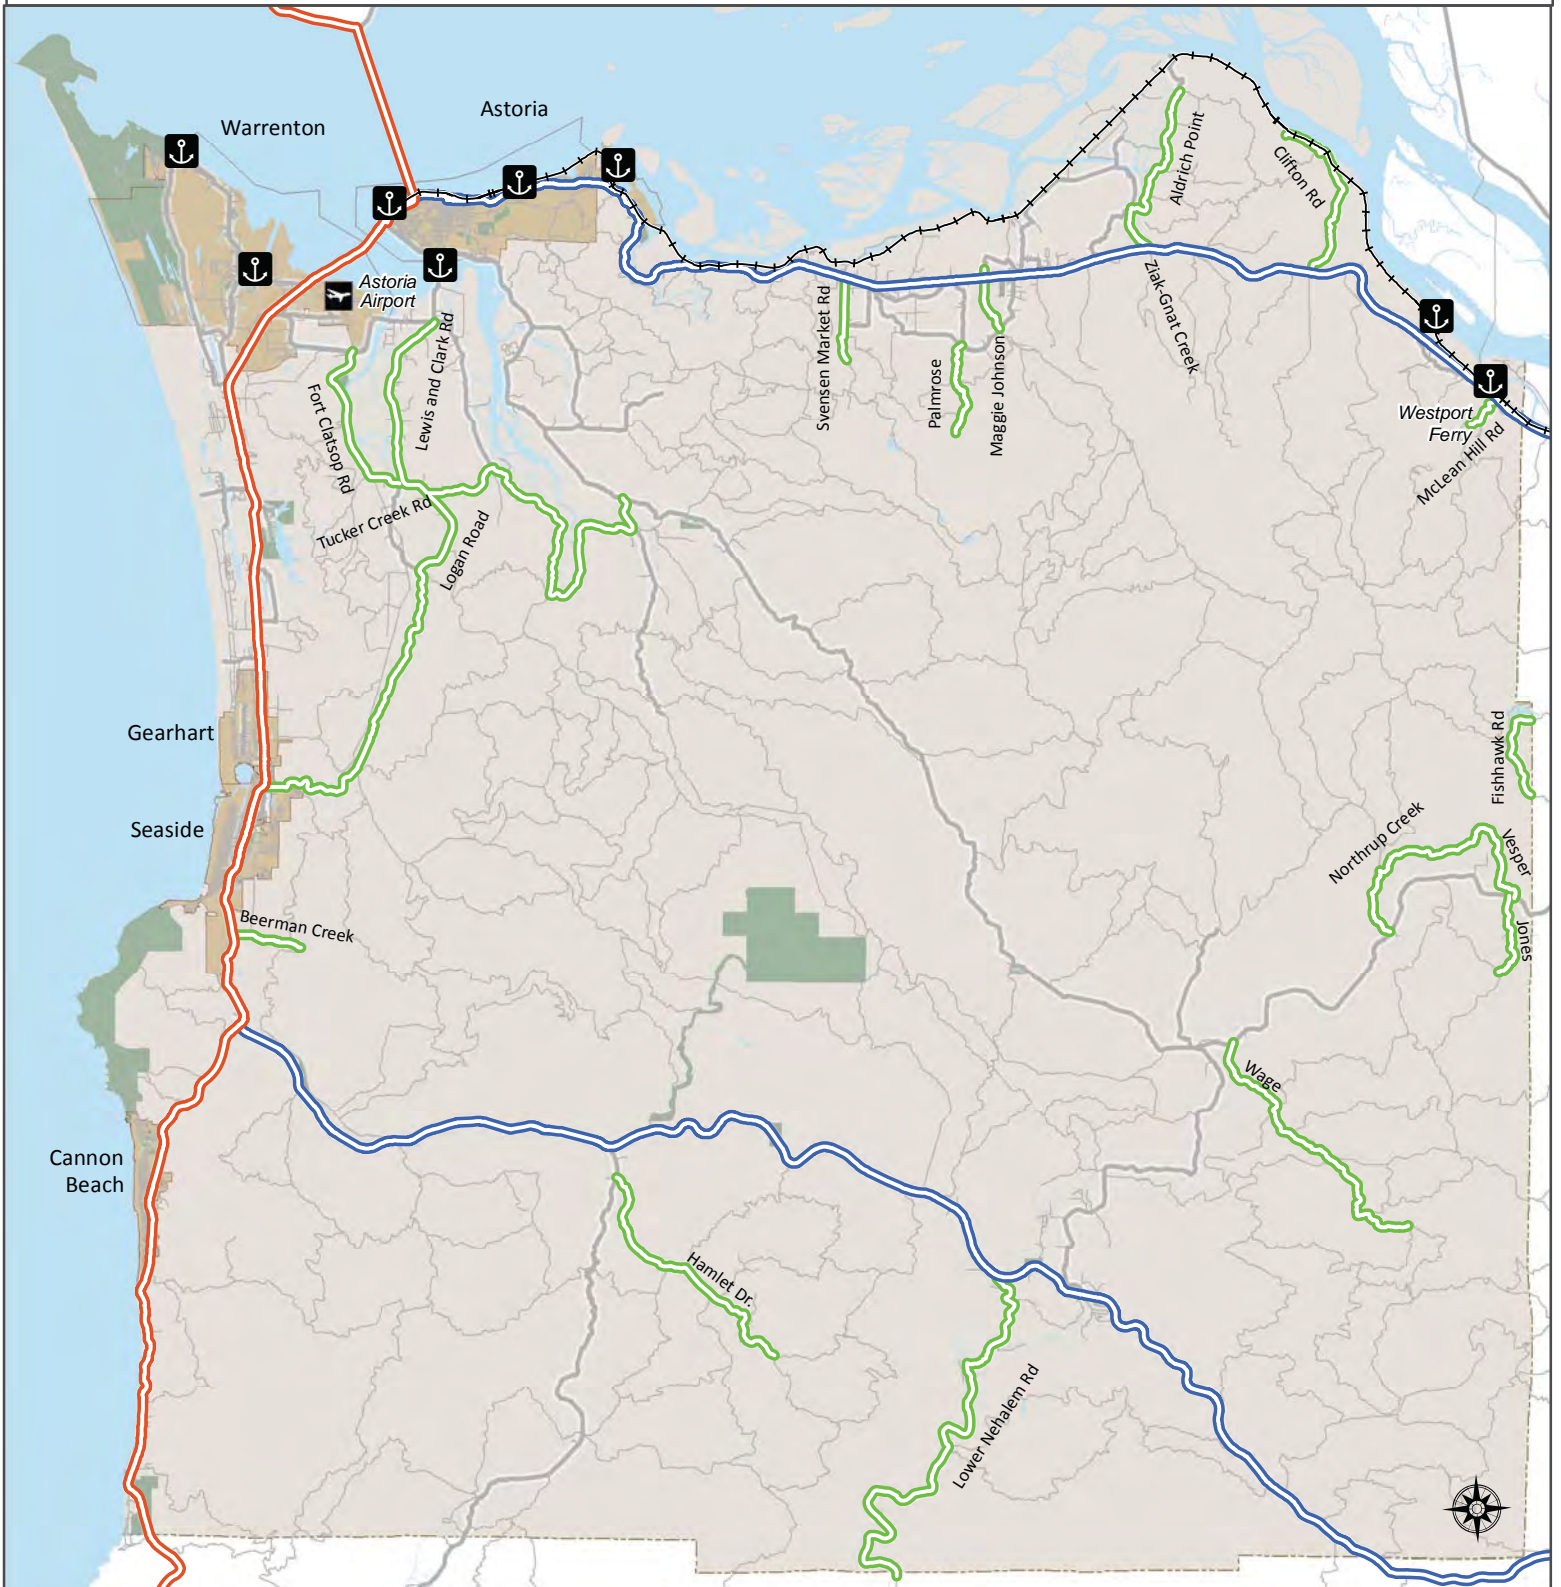 Astoria
Warrenton
Aldrich Point
Clifton Rd
Astoria
Airport
Ziak-Gnat Creek
Lewis and Clark Rd
Svensen Market Rd
Maggie Johnson
Palmrose
Fort Clatsop Rd
Westport
Ferry
McLean Hill Rd
Tucker Creek Rd
Logan Road
Gearhart
Fishhawk Rd
Seaside
Northrup Creek
Vesper
Beerman Creek
Jones
Wage
Cannon
Beach
Hamlet Dr.
Lower Nehalem Rd